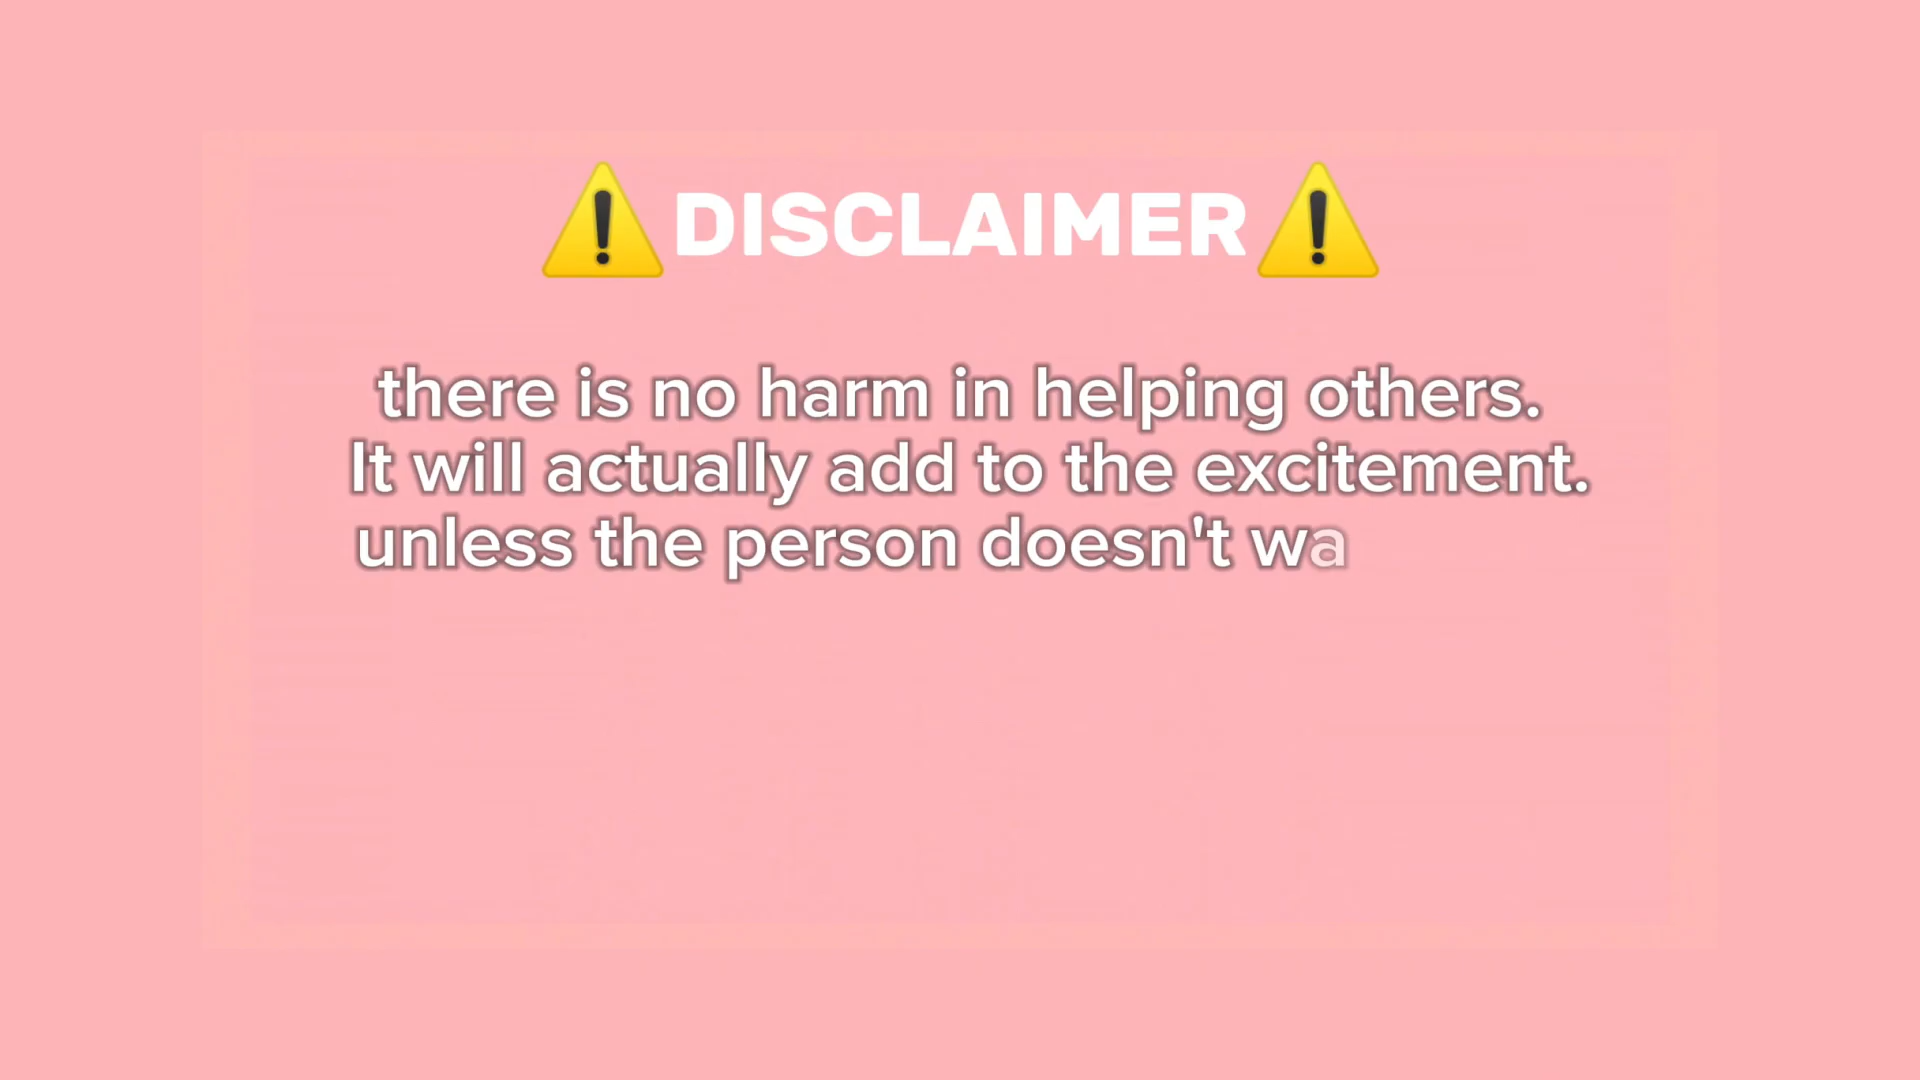 ⚠️DISCLAIMER⚠️
there is no harm in helping others.
It will actually add to the excitement.
unless the person doesn't wa